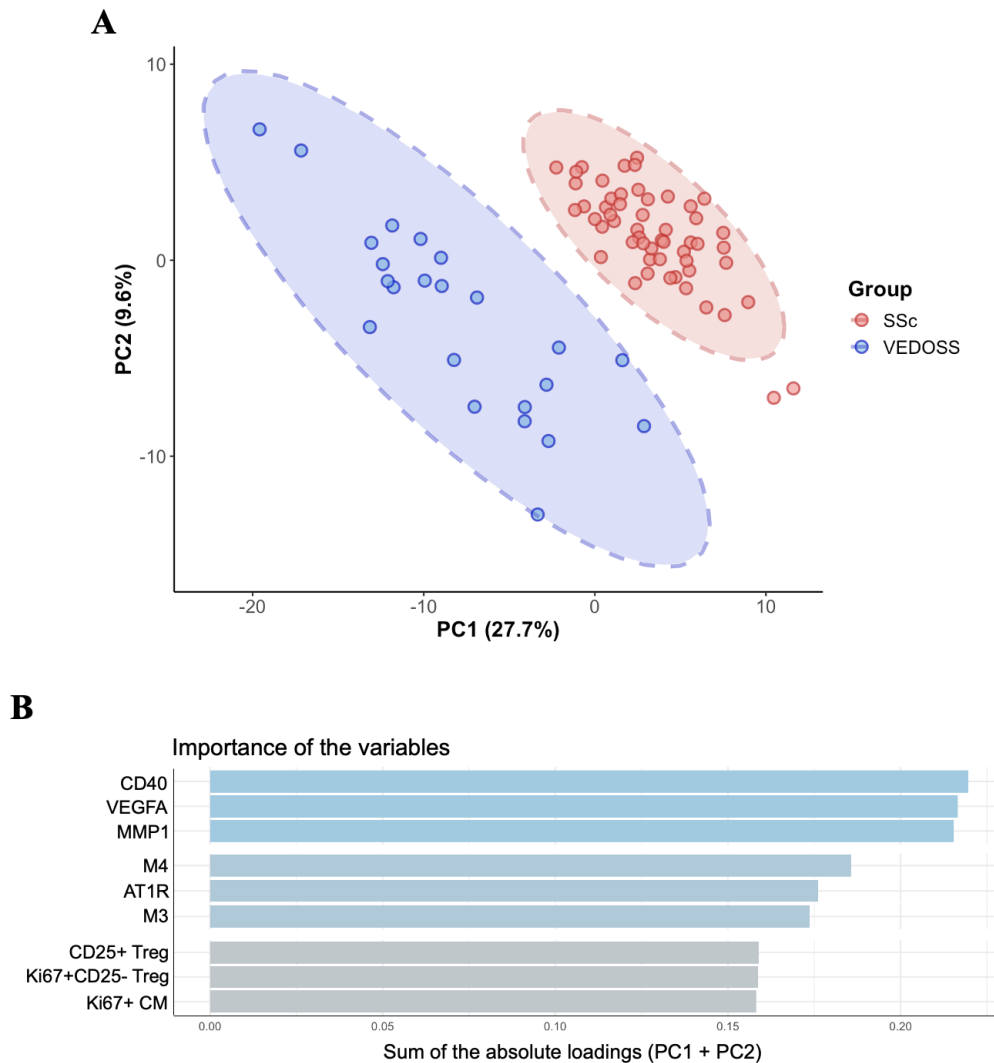 A
10
0
-10
PC2 (9.6%)
-20
-10
0
10
PC1 (27.7%)
Group
SSc
VEDOSS
B
Importance of the variables
CD40
VEGFA
MMP1
M4
AT1R
M3
CD25+ Treg
Ki67+CD25- Treg
Ki67+ CM
0.00
0.05
0.10
0.15
0.20
Sum of the absolute loadings (PC1 + PC2)